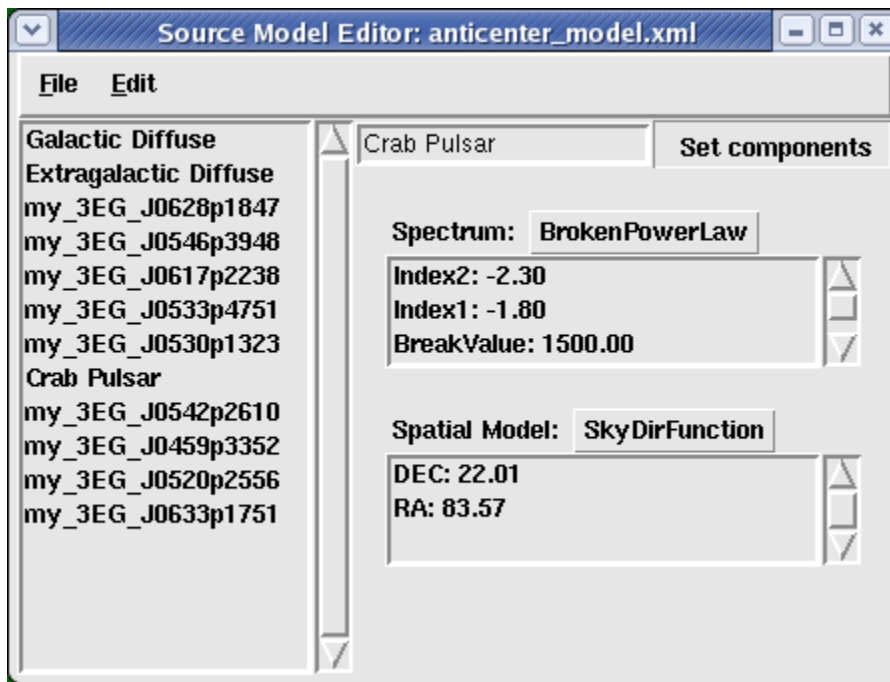 Source Model Editor: anticenter_model.xml
File Edit
Galactic Diffuse
Extragalactic Diffuse
my_3EG_J0628p1847
my_3EG_J0546p3948
my_3EG_J0617p2238
my_3EG_J0533p4751
my_3EG_J0530p1323
Crab Pulsar
my_3EG_J0542p2610
my_3EG_J0459p3352
my_3EG_J0520p2556
my_3EG_J0633p1751
Crab Pulsar Set components
Spectrum: BrokenPowerLaw
Index2: -2.30
Index1: -1.80
BreakValue: 1500.00
Spatial Model: SkyDirFunction
DEC: 22.01
RA: 83.57